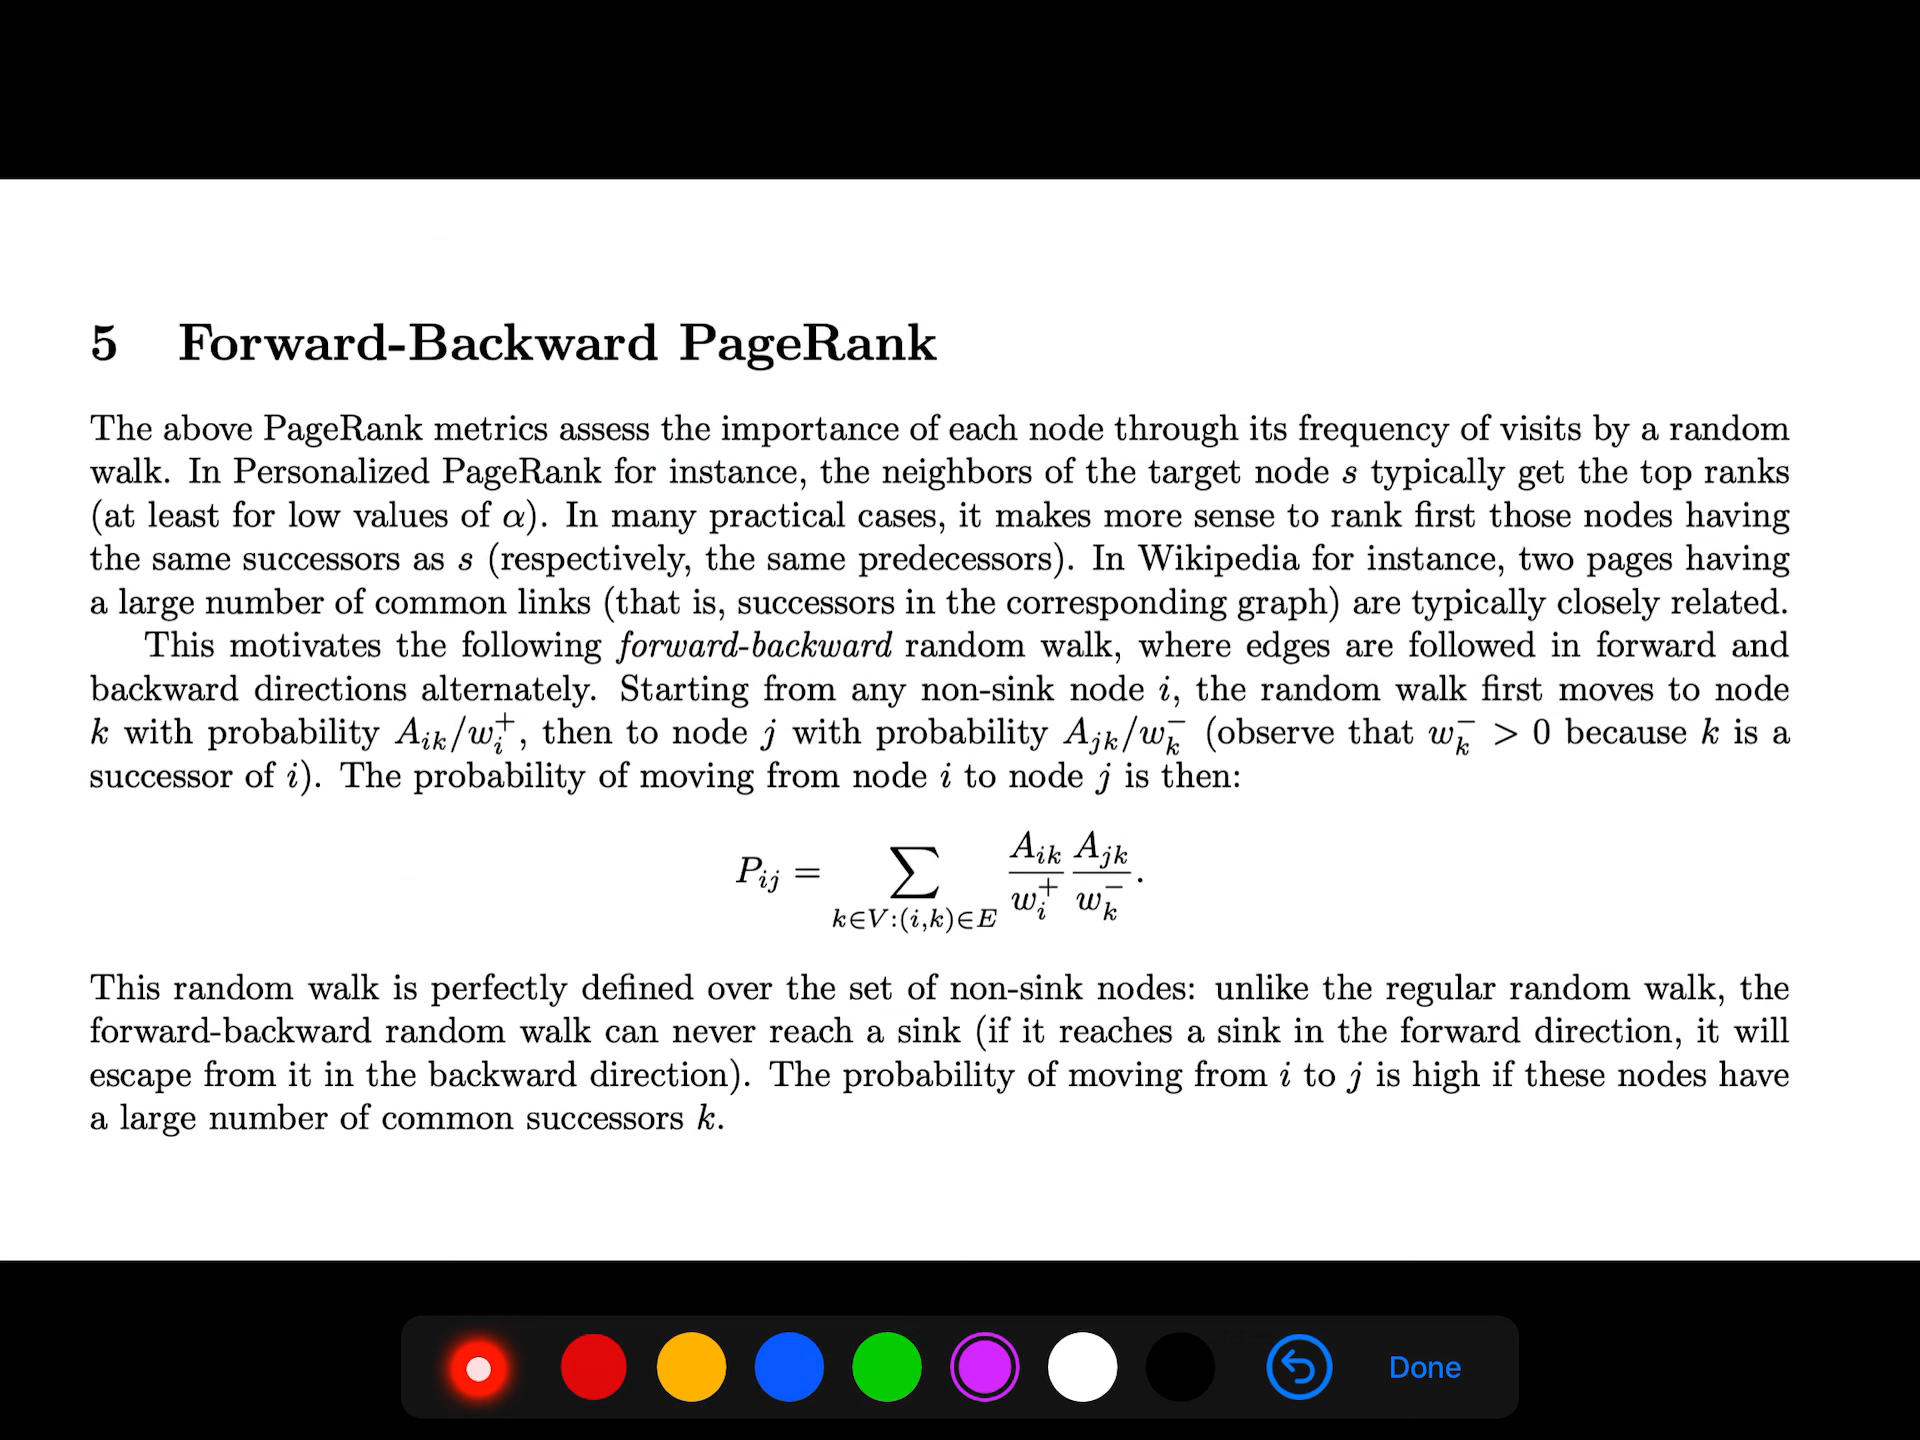 5 Forward-Backward PageRank
The above PageRank metrics assess the importance of each node through its frequency of visits by a random
walk. In Personalized PageRank for instance, the neighbors of the target node s typically get the top ranks
(at least for low values of α). In many practical cases, it makes more sense to rank first those nodes having
the same successors as s (respectively, the same predecessors). In Wikipedia for instance, two pages having
a large number of common links (that is, successors in the corresponding graph) are typically closely related.
This motivates the following forward-backward random walk, where edges are followed in forward and
backward directions alternately. Starting from any non-sink node i, the random walk first moves to node
k with probability A_{ik}/w_i^+, then to node j with probability A_{jk}/w_k^- (observe that w_k^- > 0 because k is a
successor of i). The probability of moving from node i to node j is then:
P_{ij} = \sum_{k∈V:(i,k)∈E} \frac{A_{ik}}{w_i^+} \frac{A_{jk}}{w_k^-}.
This random walk is perfectly defined over the set of non-sink nodes: unlike the regular random walk, the
forward-backward random walk can never reach a sink (if it reaches a sink in the forward direction, it will
escape from it in the backward direction). The probability of moving from i to j is high if these nodes have
a large number of common successors k.
Done